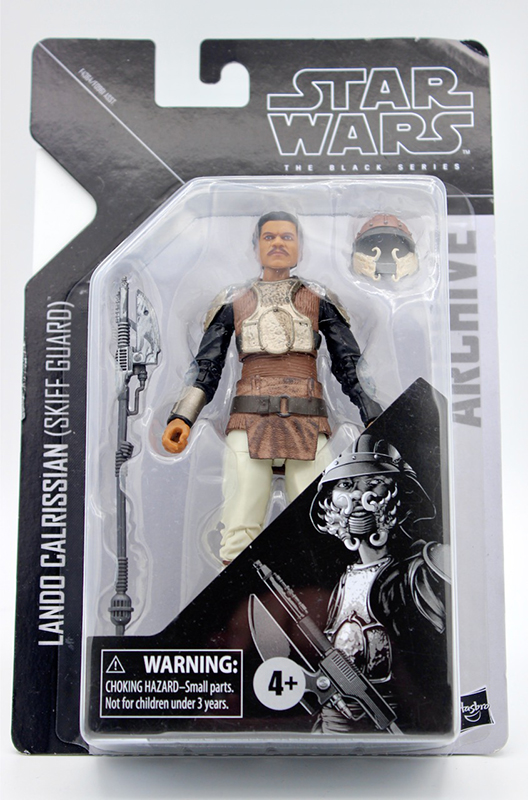 STAR
WARS
THE BLACK SERIES
ARCHIVE
LANDO CALRISSIAN (SKIFF GUARD)
WARNING:
CHOKING HAZARD–Small parts.
Not for children under 3 years.
4+
Hasbro